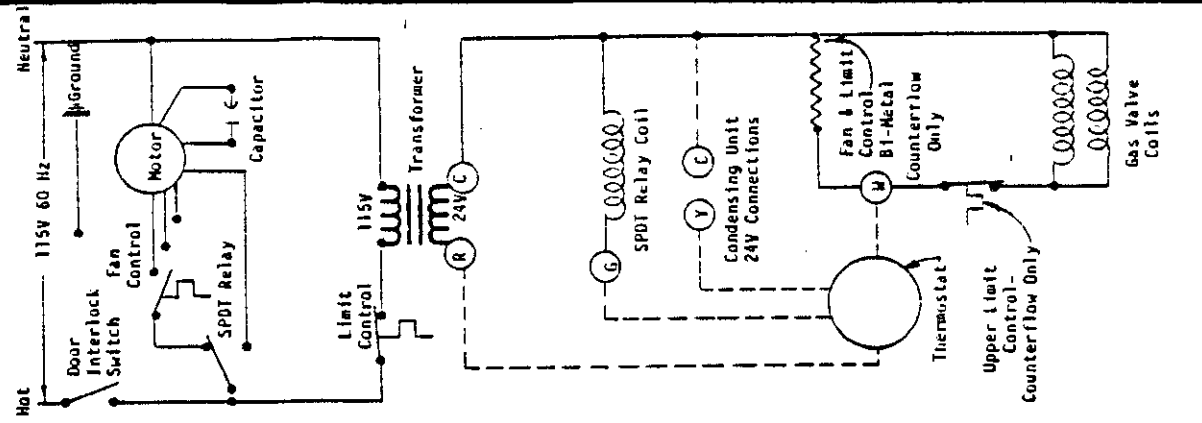 Neutral
Ground
115V 60 Hz
Hot
Door
Interlock
Switch
Fan
Control
Motor
Capacitor
SPDT Relay
Limit
Control
115V
Transformer
24V
R
C
G
SPDT Relay Coil
Y
C
Condensing Unit
24V Connections
Thermostat
W
Fan & Limit
Control
Bi-Metal
Counterflow
Only
Upper Limit
Control-
Counterflow Only
Gas Valve
Coils